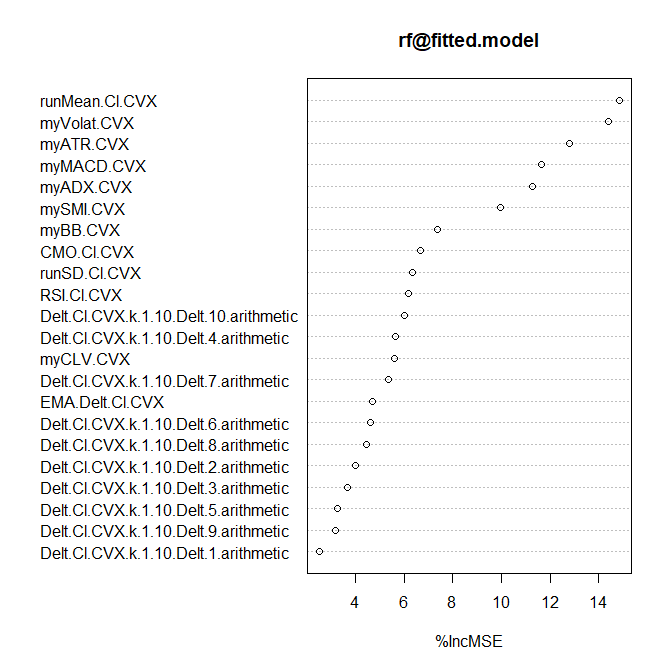 rf@fitted.model
runMean.Cl.CVX
myVolat.CVX
myATR.CVX
myMACD.CVX
myADX.CVX
mySMI.CVX
myBB.CVX
CMO.Cl.CVX
runSD.Cl.CVX
RSI.Cl.CVX
Delt.Cl.CVX.k.1.10.Delt.10.arithmetic
Delt.Cl.CVX.k.1.10.Delt.4.arithmetic
myCLV.CVX
Delt.Cl.CVX.k.1.10.Delt.7.arithmetic
EMA.Delt.Cl.CVX
Delt.Cl.CVX.k.1.10.Delt.6.arithmetic
Delt.Cl.CVX.k.1.10.Delt.8.arithmetic
Delt.Cl.CVX.k.1.10.Delt.2.arithmetic
Delt.Cl.CVX.k.1.10.Delt.3.arithmetic
Delt.Cl.CVX.k.1.10.Delt.5.arithmetic
Delt.Cl.CVX.k.1.10.Delt.9.arithmetic
Delt.Cl.CVX.k.1.10.Delt.1.arithmetic
4 6 8 10 12 14
%IncMSE